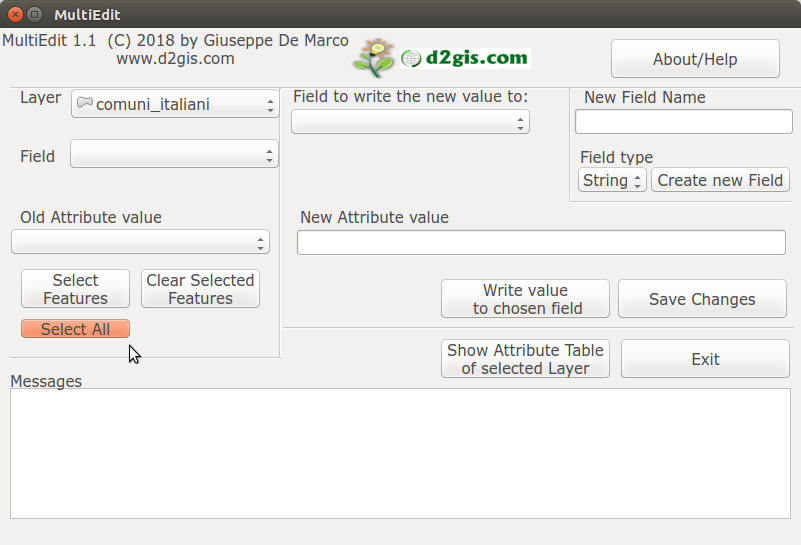 MultiEdit
MultiEdit 1.1 (C) 2018 by Giuseppe De Marco
www.d2gis.com
d2gis.com
About/Help
Layer
comuni_italiani
Field to write the new value to:
New Field Name
Field
Field type
String
Create new Field
Old Attribute value
New Attribute value
Select
Features
Clear Selected
Features
Write value
to chosen field
Save Changes
Select All
Show Attribute Table
of selected Layer
Exit
Messages